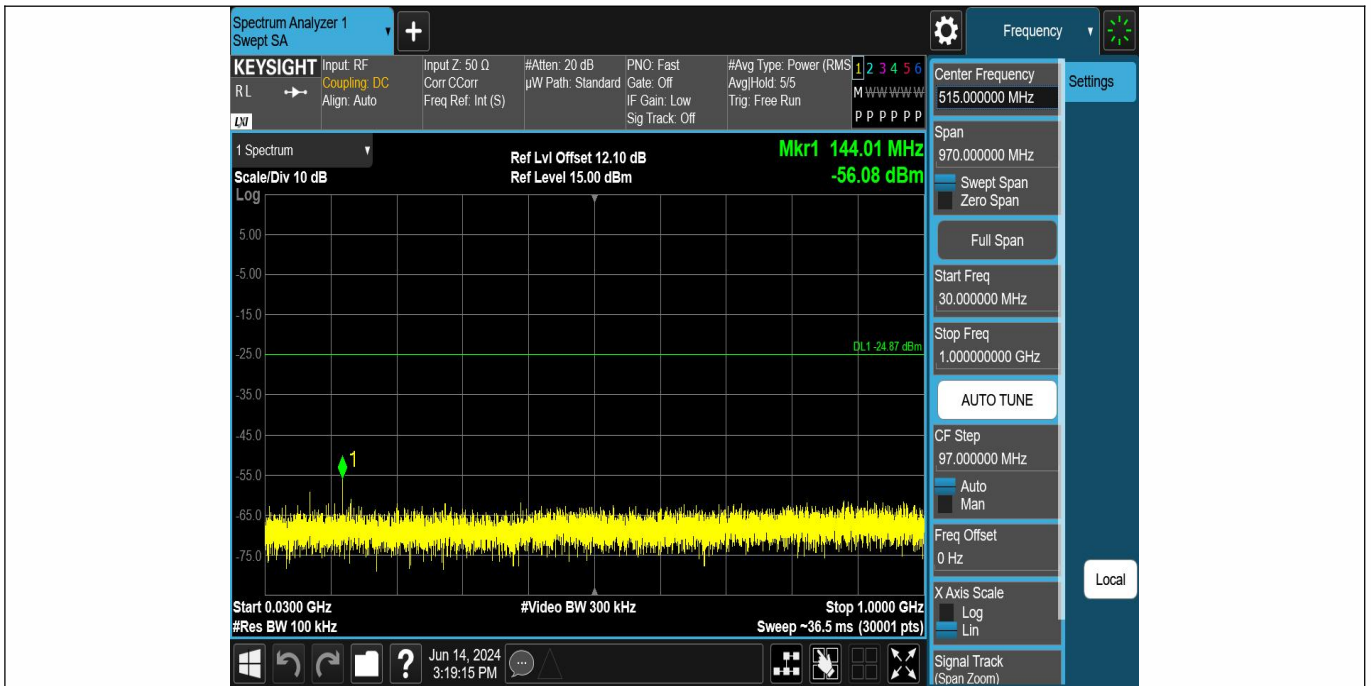 Spectrum Analyzer 1
Swept SA
+
Frequency
KEYSIGHT
RL
LXI
Input: RF
Coupling: DC
Align: Auto
Input Z: 50 Ω
Corr CCorr
Freq Ref: Int (S)
#Atten: 20 dB
µW Path: Standard
PNO: Fast
Gate: Off
IF Gain: Low
Sig Track: Off
#Avg Type: Power (RMS
Avg|Hold: 5/5
Trig: Free Run
1 2 3 4 5 6
M W W W W W
P P P P P P
1 Spectrum
Scale/Div 10 dB
Ref Lvl Offset 12.10 dB
Ref Level 15.00 dBm
Mkr1 144.01 MHz
-56.08 dBm
Log
5.00
-5.00
-15.0
-25.0
-35.0
-45.0
-55.0
-65.0
-75.0
DL1 -24.87 dBm
1
Start 0.0300 GHz
#Res BW 100 kHz
#Video BW 300 kHz
Stop 1.0000 GHz
Sweep ~36.5 ms (30001 pts)
Center Frequency
515.000000 MHz
Settings
Span
970.000000 MHz
Swept Span
Zero Span
Full Span
Start Freq
30.000000 MHz
Stop Freq
1.000000000 GHz
AUTO TUNE
CF Step
97.000000 MHz
Auto
Man
Freq Offset
0 Hz
Local
X Axis Scale
Log
Lin
Signal Track
(Span Zoom)
?
Jun 14, 2024
3:19:15 PM